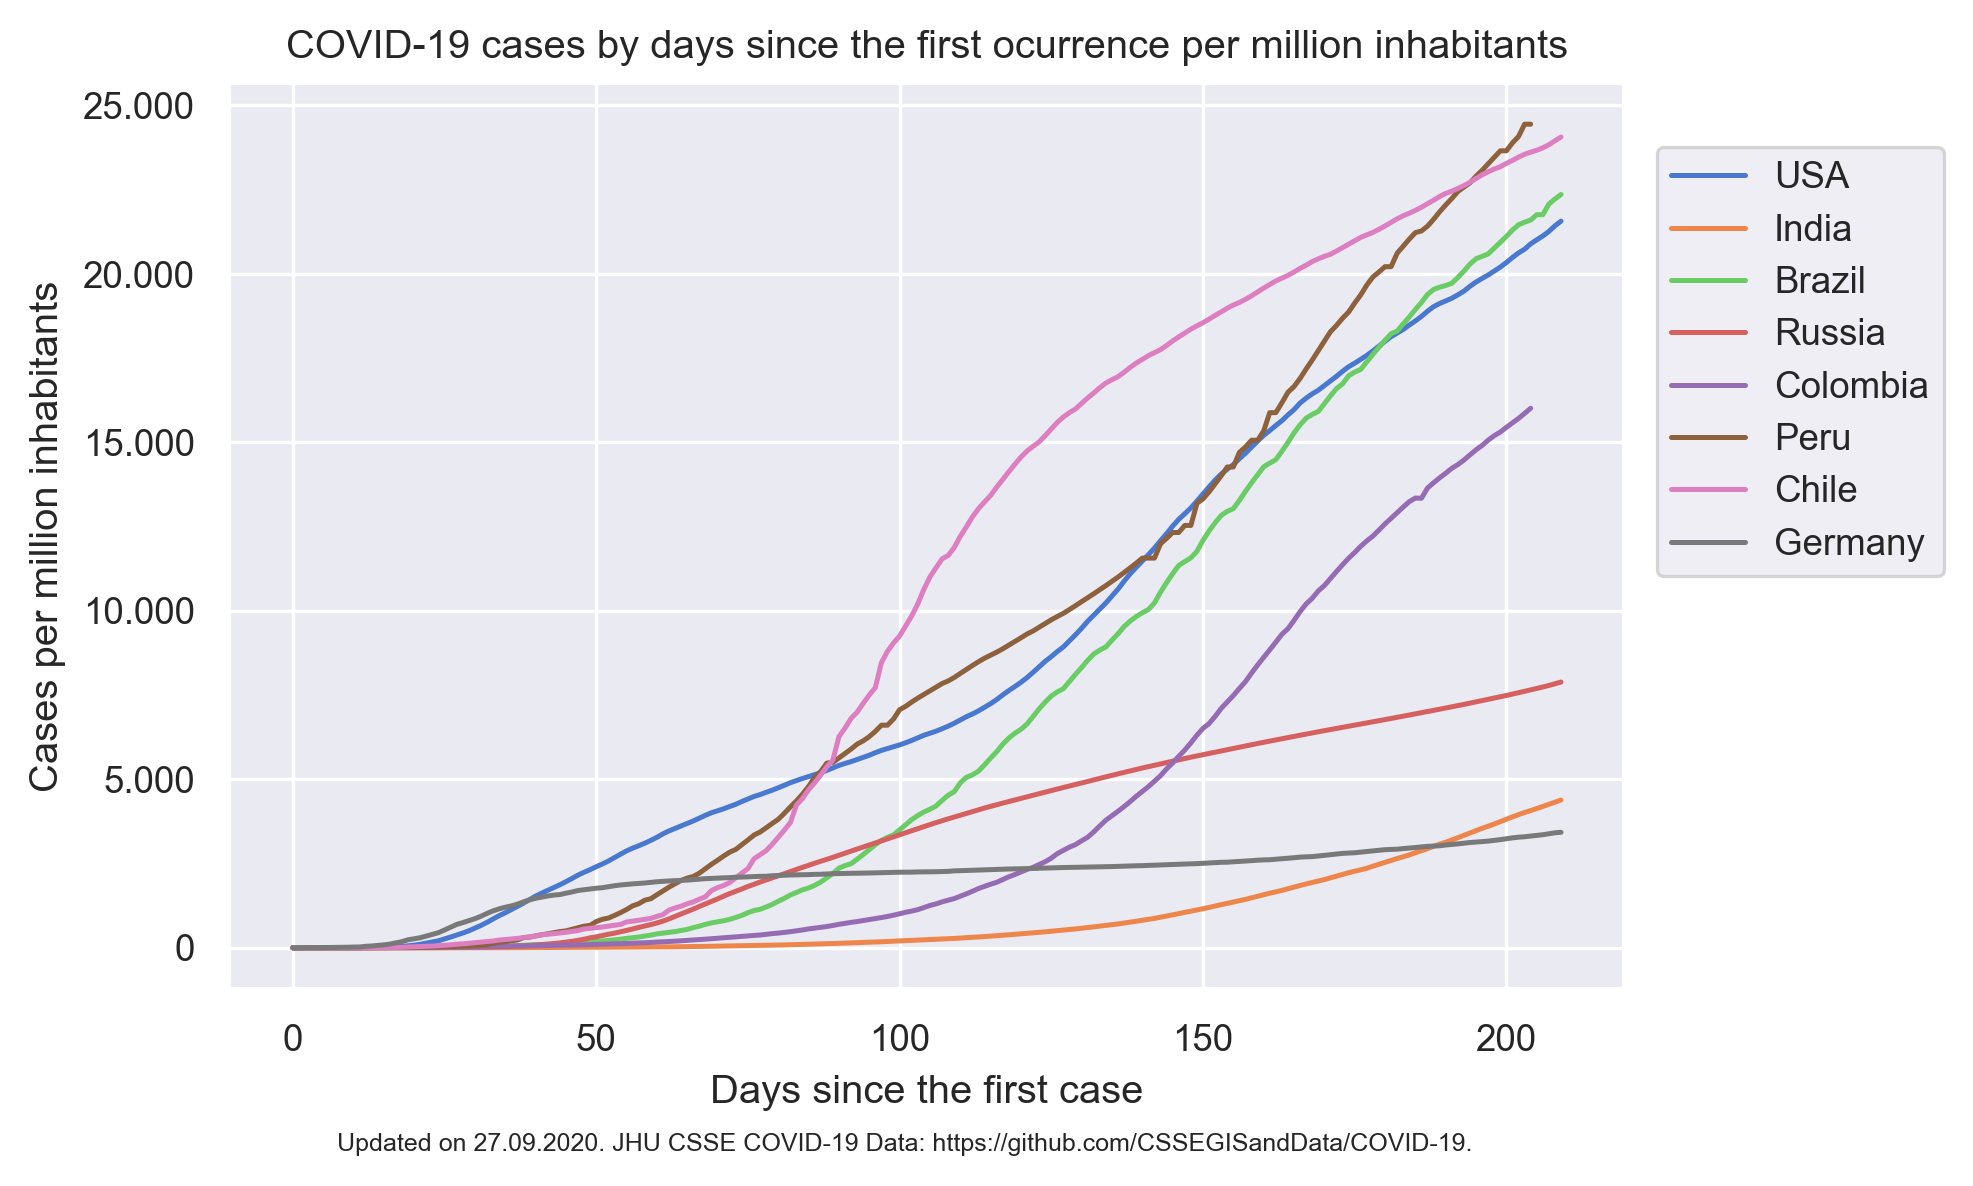 COVID-19 cases by days since the first ocurrence per million inhabitants
25.000
20.000
15.000
10.000
5.000
0
Cases per million inhabitants
0 50 100 150 200
Days since the first case
USA
India
Brazil
Russia
Colombia
Peru
Chile
Germany
Updated on 27.09.2020. JHU CSSE COVID-19 Data: https://github.com/CSSEGISandData/COVID-19.